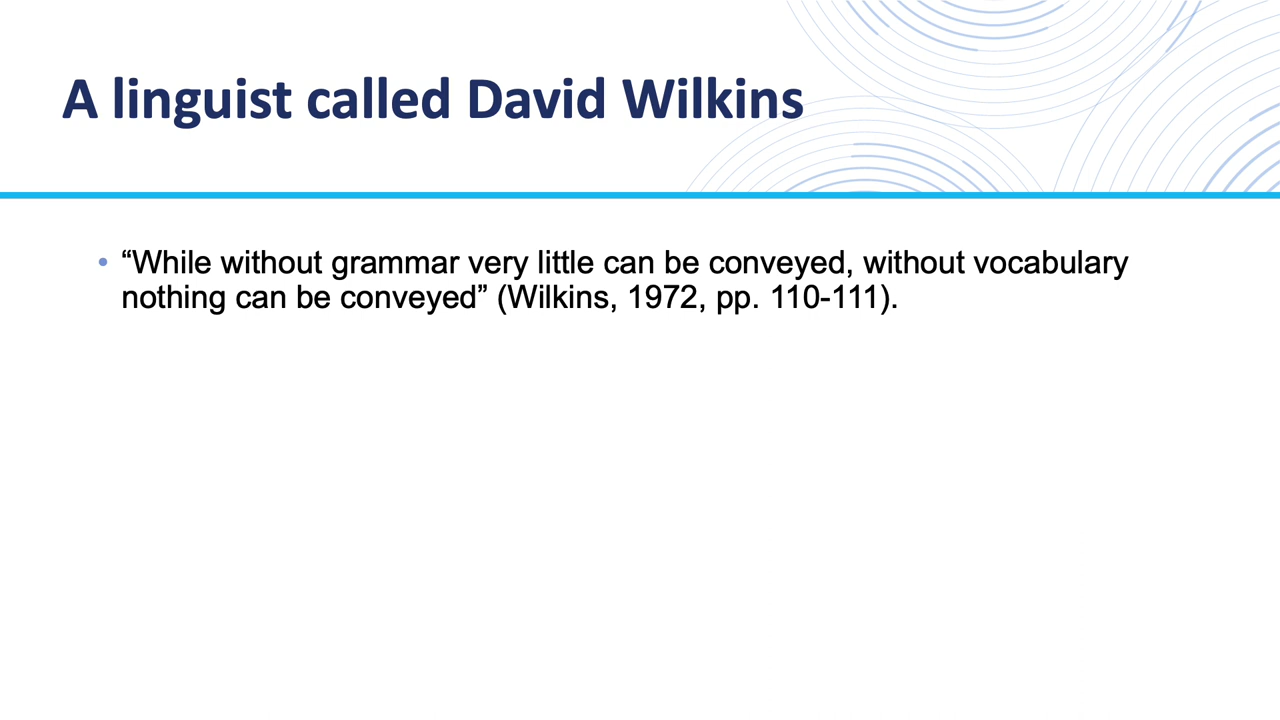 A linguist called David Wilkins
• “While without grammar very little can be conveyed, without vocabulary
nothing can be conveyed” (Wilkins, 1972, pp. 110-111).